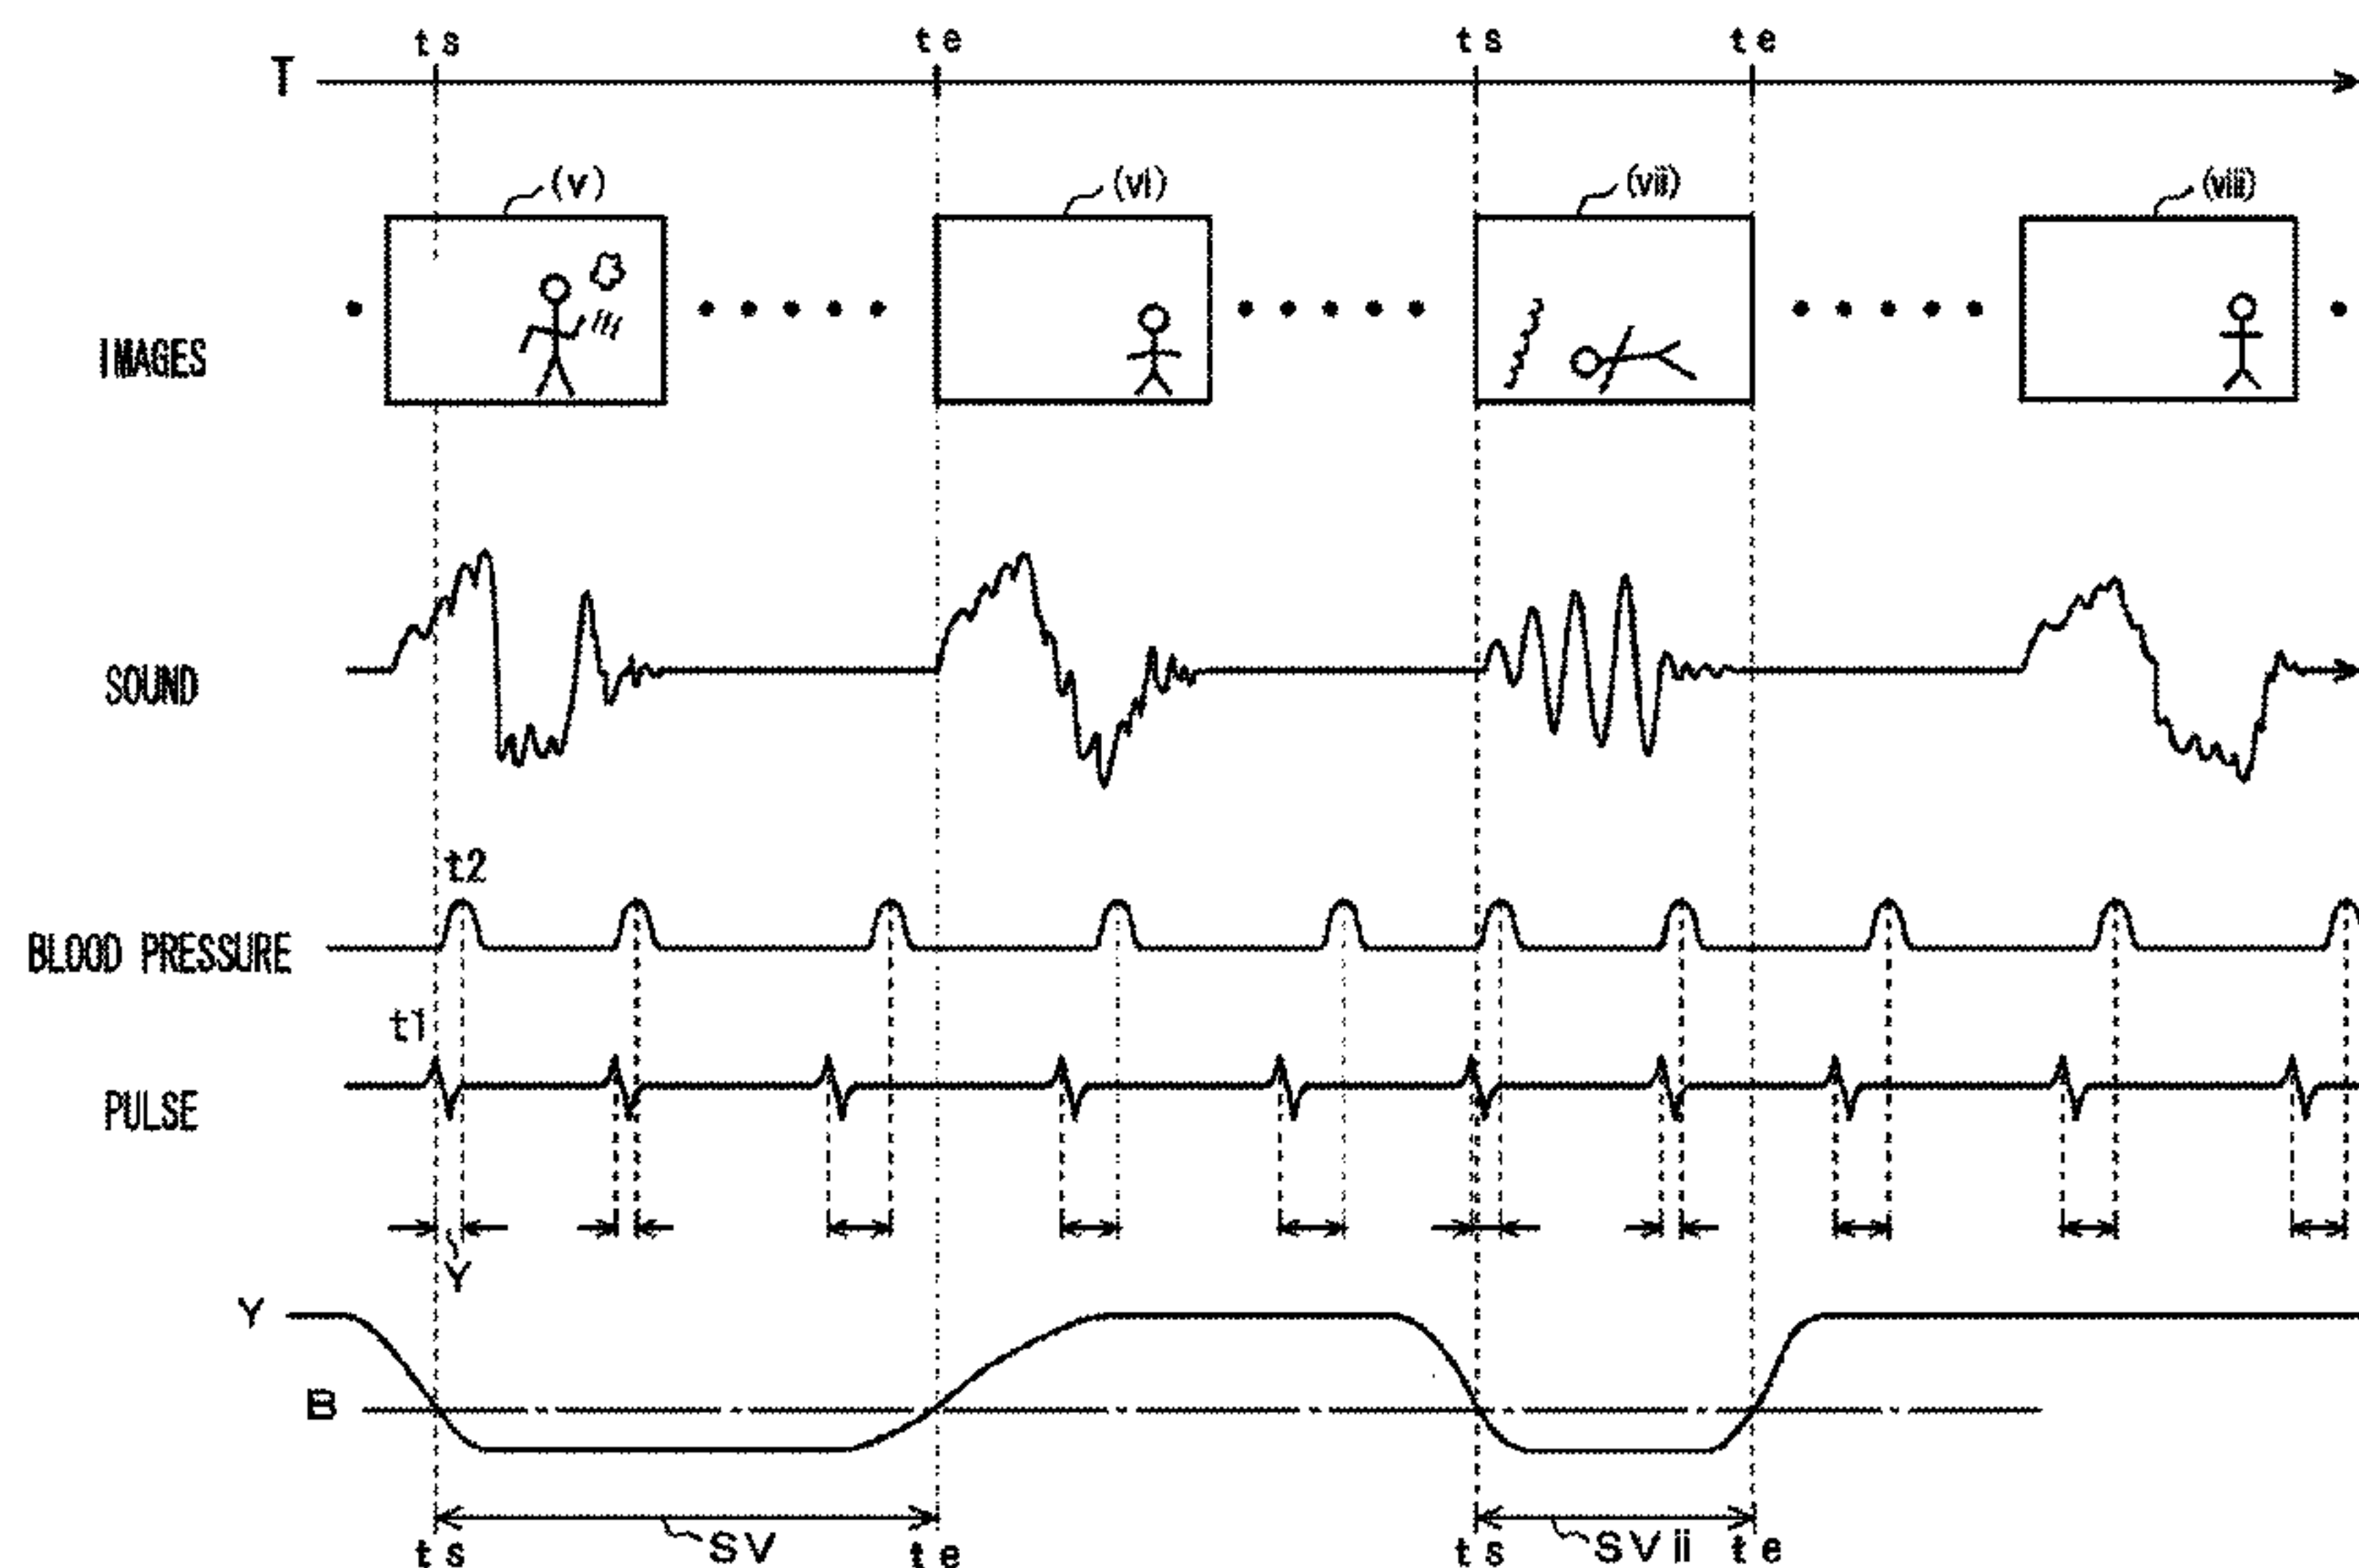 ts te ts te
T
(v) (vi) (vii) (viii)
IMAGES
SOUND
t2
BLOOD PRESSURE
t1
PULSE
Y
Y
B
SV SVii
ts te ts te